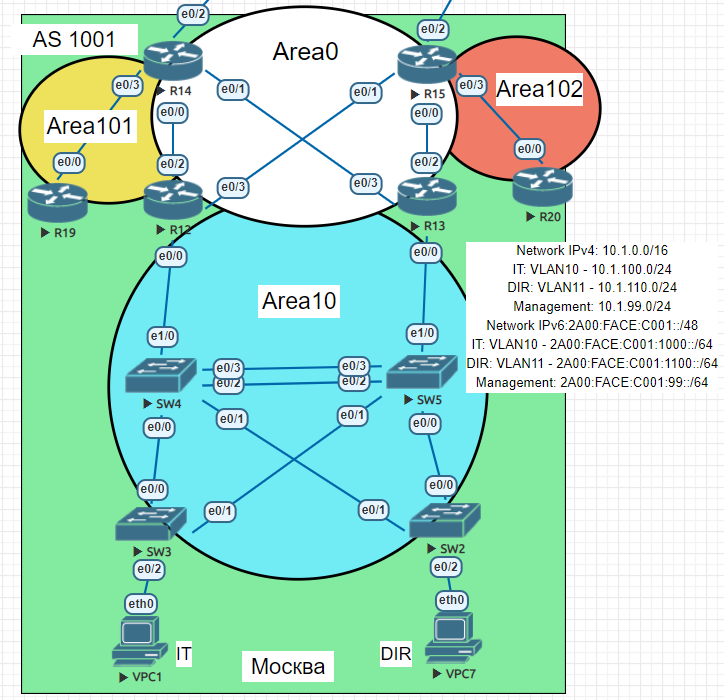 e0/2
e0/2
AS 1001
Area0
R14
R15
e0/3
e0/1
e0/1
e0/3
Area102
e0/0
e0/0
Area101
e0/0
e0/2
e0/2
e0/0
e0/3
e0/3
R19
R12
R13
R20
e0/0
e0/0
Network IPv4: 10.1.0.0/16
IT: VLAN10 - 10.1.100.0/24
DIR: VLAN11 - 10.1.110.0/24
Management: 10.1.99.0/24
Network IPv6:2A00:FACE:C001::/48
IT: VLAN10 - 2A00:FACE:C001:1000::/64
DIR: VLAN11 - 2A00:FACE:C001:1100::/64
Management: 2A00:FACE:C001:99::/64
Area10
e1/0
e1/0
e0/3
e0/3
e0/2
e0/2
SW4
SW5
e0/0
e0/1
e0/1
e0/0
e0/0
e0/1
e0/1
e0/0
SW3
SW2
e0/2
e0/2
eth0
eth0
IT
DIR
VPC1
Москва
VPC7